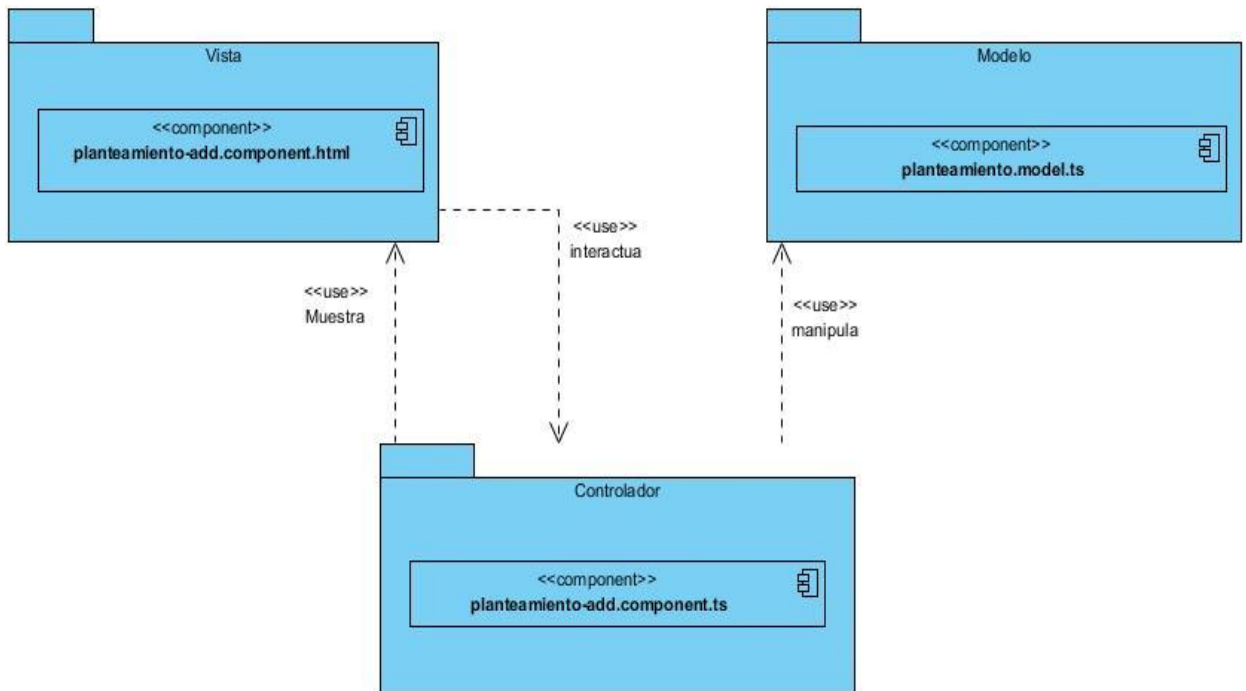 Vista
<<component>>
planteamiento-add.component.html
Modelo
<<component>>
planteamiento.model.ts
<<use>>
interactua
<<use>>
Muestra
<<use>>
manipula
Controlador
<<component>>
planteamiento-add.component.ts